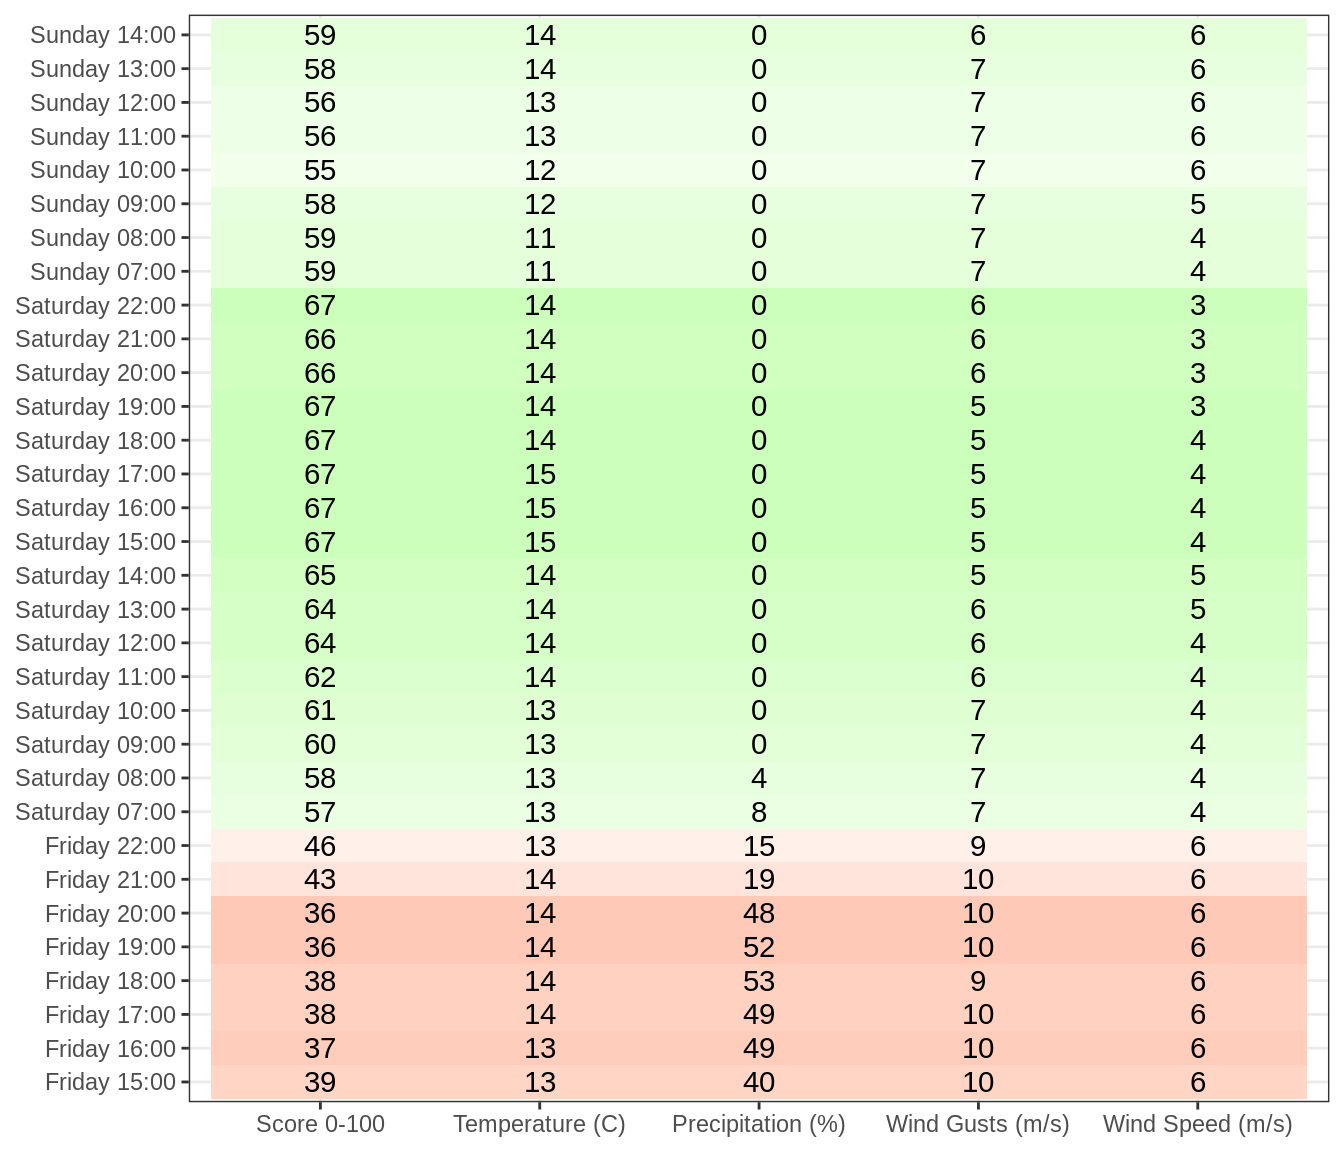 Sunday 14:00 59 14 0 6 6
Sunday 13:00 58 14 0 7 6
Sunday 12:00 56 13 0 7 6
Sunday 11:00 56 13 0 7 6
Sunday 10:00 55 12 0 7 6
Sunday 09:00 58 12 0 7 5
Sunday 08:00 59 11 0 7 4
Sunday 07:00 59 11 0 7 4
Saturday 22:00 67 14 0 6 3
Saturday 21:00 66 14 0 6 3
Saturday 20:00 66 14 0 6 3
Saturday 19:00 67 14 0 5 3
Saturday 18:00 67 14 0 5 4
Saturday 17:00 67 15 0 5 4
Saturday 16:00 67 15 0 5 4
Saturday 15:00 67 15 0 5 4
Saturday 14:00 65 14 0 5 5
Saturday 13:00 64 14 0 6 5
Saturday 12:00 64 14 0 6 4
Saturday 11:00 62 14 0 6 4
Saturday 10:00 61 13 0 7 4
Saturday 09:00 60 13 0 7 4
Saturday 08:00 58 13 4 7 4
Saturday 07:00 57 13 8 7 4
Friday 22:00 46 13 15 9 6
Friday 21:00 43 14 19 10 6
Friday 20:00 36 14 48 10 6
Friday 19:00 36 14 52 10 6
Friday 18:00 38 14 53 9 6
Friday 17:00 38 14 49 10 6
Friday 16:00 37 13 49 10 6
Friday 15:00 39 13 40 10 6
Score 0-100 Temperature (C) Precipitation (%) Wind Gusts (m/s) Wind Speed (m/s)